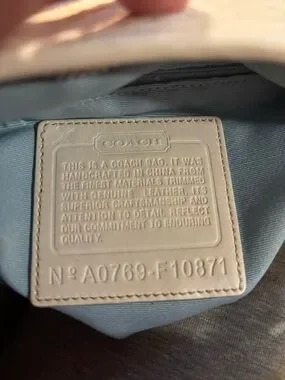 COACH
THIS IS A COACH BAG. IT WAS
HANDCRAFTED IN CHINA FROM
THE FINEST MATERIALS TRIMMED
WITH GENUINE LEATHER. ITS
SUPERIOR CRAFTSMANSHIP AND
ATTENTION TO DETAIL REFLECT
OUR COMMITMENT TO ENDURING
QUALITY.
Nº A0769-F10871